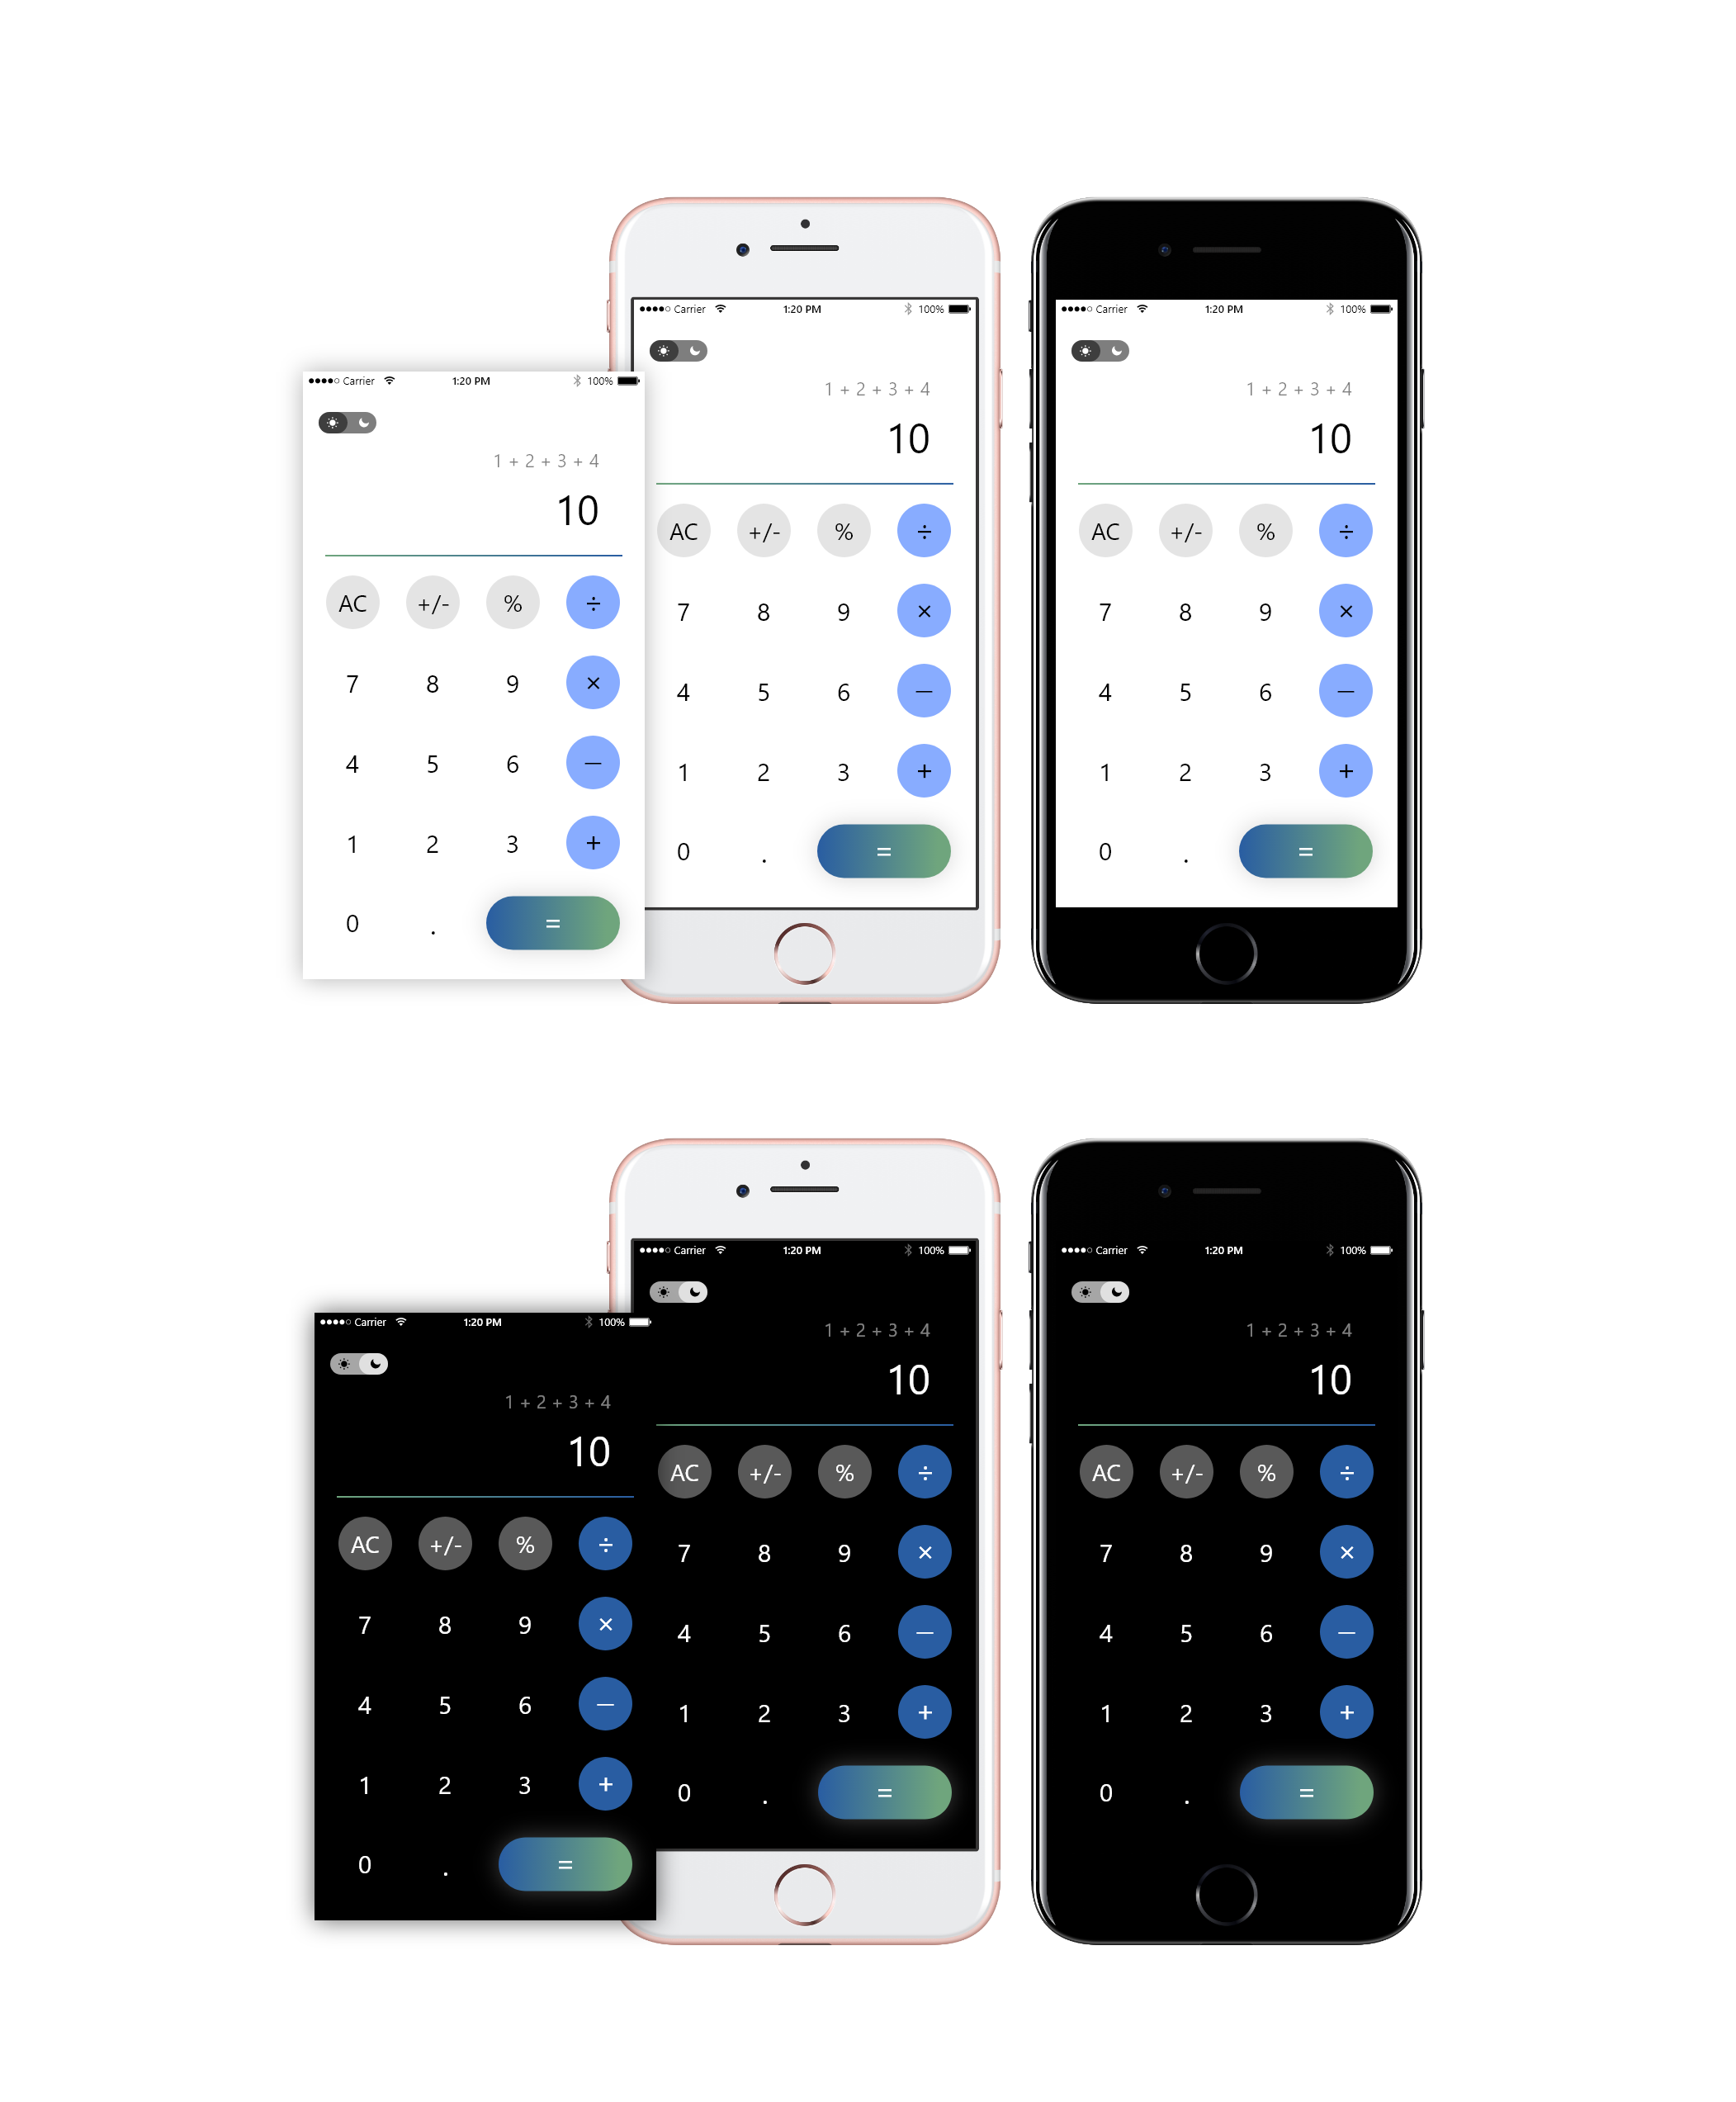 Carrier 1:20 PM 100%
1 + 2 + 3 + 4
10
AC +/- % ÷
7 8 9 ×
4 5 6 —
1 2 3 +
0 . =
Carrier 1:20 PM 100%
1 + 2 + 3 + 4
10
AC +/- % ÷
7 8 9 ×
4 5 6 —
1 2 3 +
0 . =
Carrier 1:20 PM 100%
1 + 2 + 3 + 4
10
AC +/- % ÷
7 8 9 ×
4 5 6 —
1 2 3 +
0 . =
Carrier 1:20 PM 100%
1 + 2 + 3 + 4
10
AC +/- % ÷
7 8 9 ×
4 5 6 —
1 2 3 +
0 . =
Carrier 1:20 PM 100%
1 + 2 + 3 + 4
10
AC +/- % ÷
7 8 9 ×
4 5 6 —
1 2 3 +
0 . =
Carrier 1:20 PM 100%
1 + 2 + 3 + 4
10
AC +/- % ÷
7 8 9 ×
4 5 6 —
1 2 3 +
0 . =